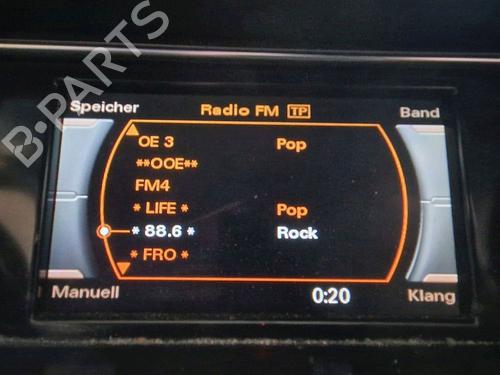 B-PARTS
Speicher Radio FM TP Band
OE 3 Pop
**OOE**
FM4
* LIFE * Pop
* 88.6 * Rock
* FRO *
Manuell 0:20 Klang